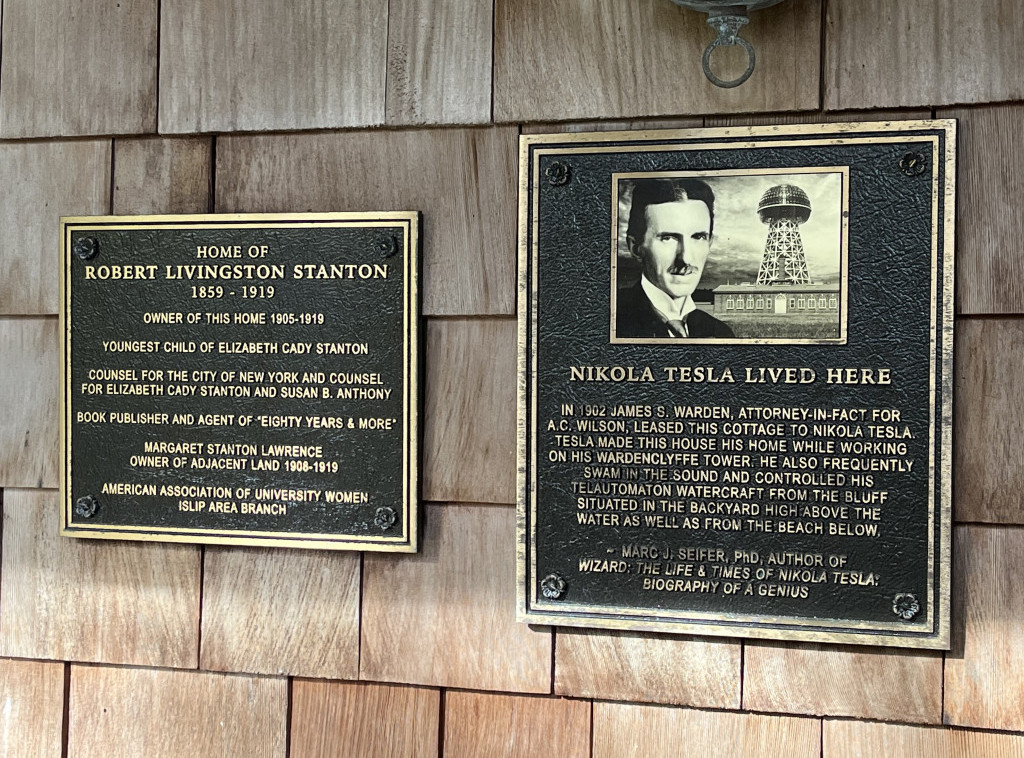 HOME OF
ROBERT LIVINGSTON STANTON
1859 - 1919
OWNER OF THIS HOME 1905-1919
YOUNGEST CHILD OF ELIZABETH CADY STANTON
COUNSEL FOR THE CITY OF NEW YORK AND COUNSEL
FOR ELIZABETH CADY STANTON AND SUSAN B. ANTHONY
BOOK PUBLISHER AND AGENT OF "EIGHTY YEARS & MORE"
MARGARET STANTON LAWRENCE
OWNER OF ADJACENT LAND 1908-1919
AMERICAN ASSOCIATION OF UNIVERSITY WOMEN
ISLIP AREA BRANCH
NIKOLA TESLA LIVED HERE
IN 1902 JAMES S. WARDEN, ATTORNEY-IN-FACT FOR
A.C. WILSON, LEASED THIS COTTAGE TO NIKOLA TESLA.
TESLA MADE THIS HOUSE HIS HOME WHILE WORKING
ON HIS WARDENCLYFFE TOWER. HE ALSO FREQUENTLY
SWAM IN THE SOUND AND CONTROLLED HIS
TELAUTOMATON WATERCRAFT FROM THE BLUFF
SITUATED IN THE BACKYARD HIGH ABOVE THE
WATER AS WELL AS FROM THE BEACH BELOW.
~ MARC J. SEIFER, PhD, AUTHOR OF
WIZARD: THE LIFE & TIMES OF NIKOLA TESLA:
BIOGRAPHY OF A GENIUS